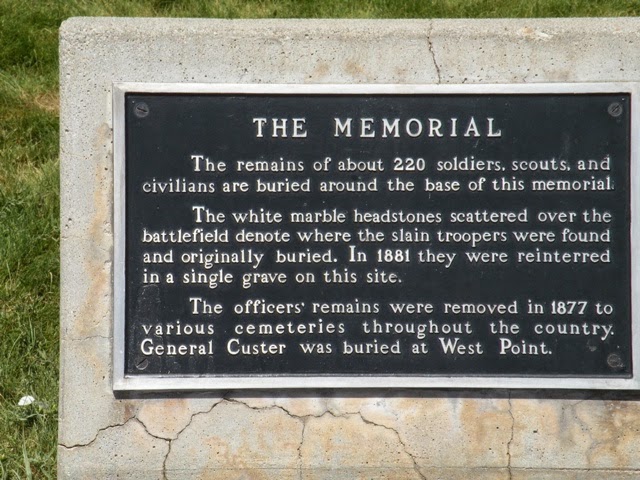 THE MEMORIAL
The remains of about 220 soldiers, scouts, and
civilians are buried around the base of this memorial.
The white marble headstones scattered over the
battlefield denote where the slain troopers were found
and originally buried. In 1881 they were reinterred
in a single grave on this site.
The officers' remains were removed in 1877 to
various cemeteries throughout the country.
General Custer was buried at West Point.